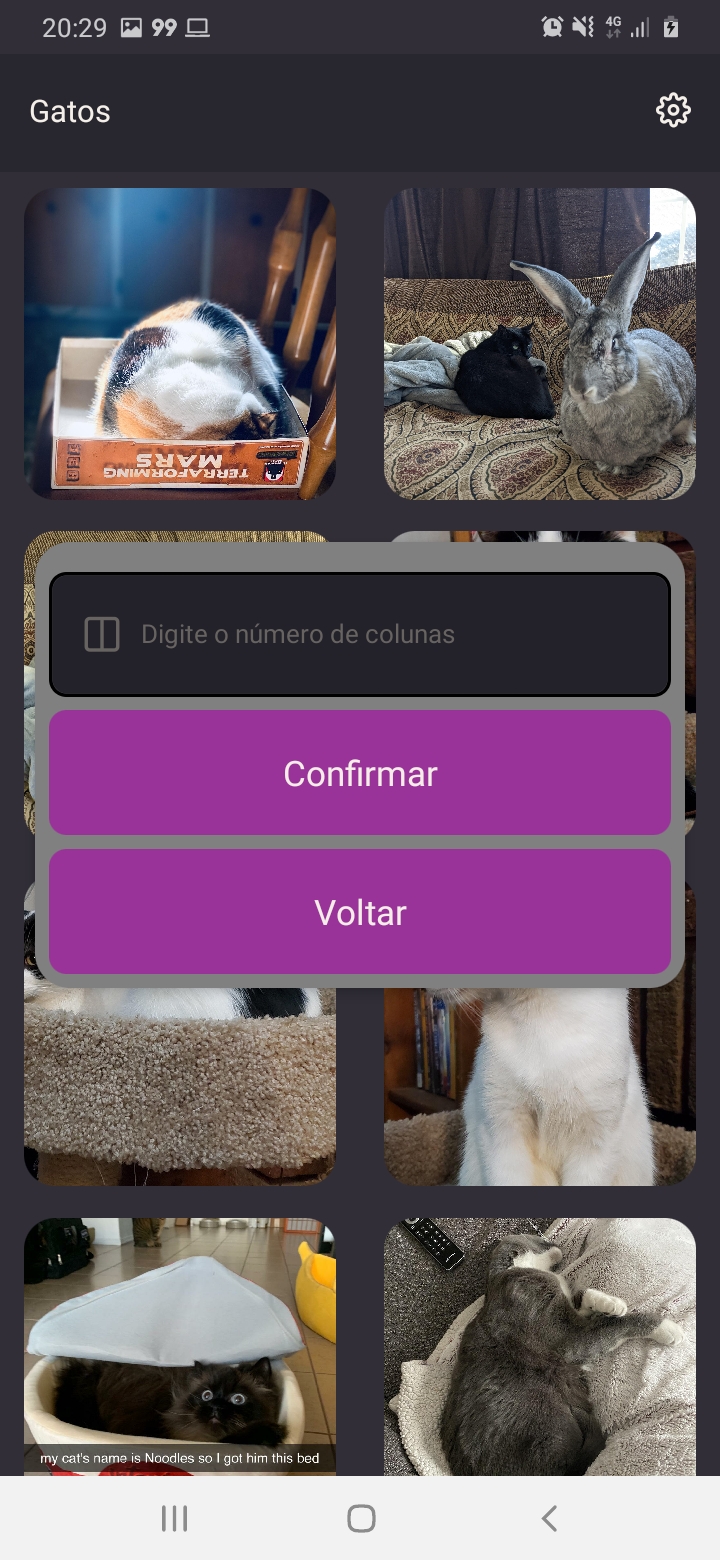 20:29
99
4G
Gatos
TERRAFORMING
MARS
Digite o número de colunas
Confirmar
Voltar
my cat's name is Noodles so I got him this bed